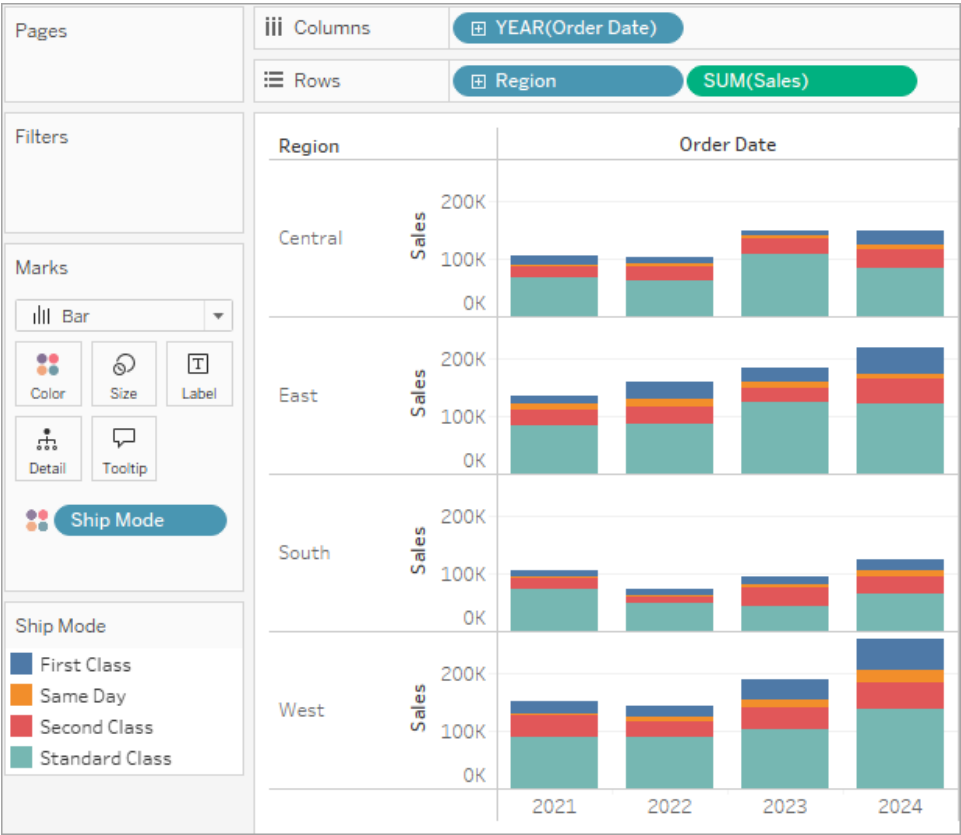 Pages
Columns
YEAR(Order Date)
Rows
Region
SUM(Sales)
Filters
Marks
Bar
Color
Size
Label
Detail
Tooltip
Ship Mode
Ship Mode
First Class
Same Day
Second Class
Standard Class
Region
Order Date
Central
Sales
200K
100K
0K
East
Sales
200K
100K
0K
South
Sales
200K
100K
0K
West
Sales
200K
100K
0K
2021
2022
2023
2024